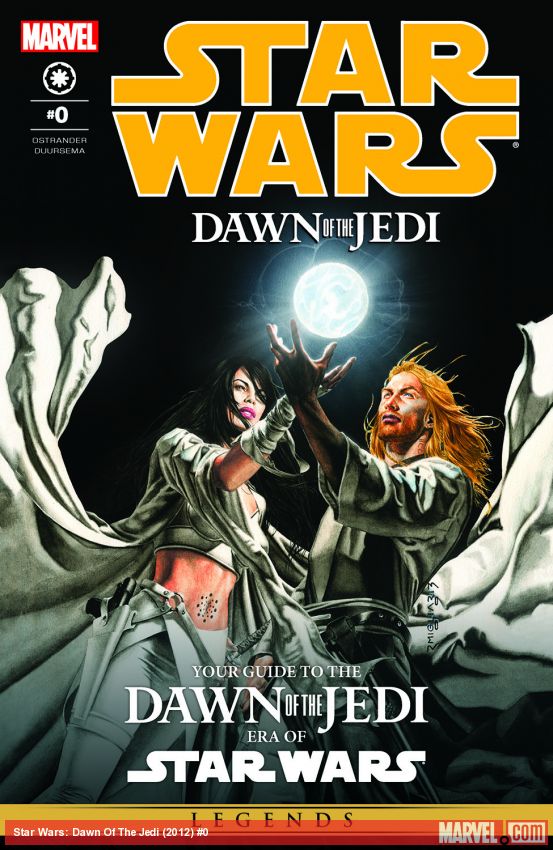 MARVEL
#0
OSTRANDER
DUURSEMA
STAR
WARS®
DAWN OF THE JEDI
YOUR GUIDE TO THE
DAWN OF THE JEDI
ERA OF
STAR WARS
LEGENDS
Star Wars: Dawn Of The Jedi (2012) #0
MARVEL.com